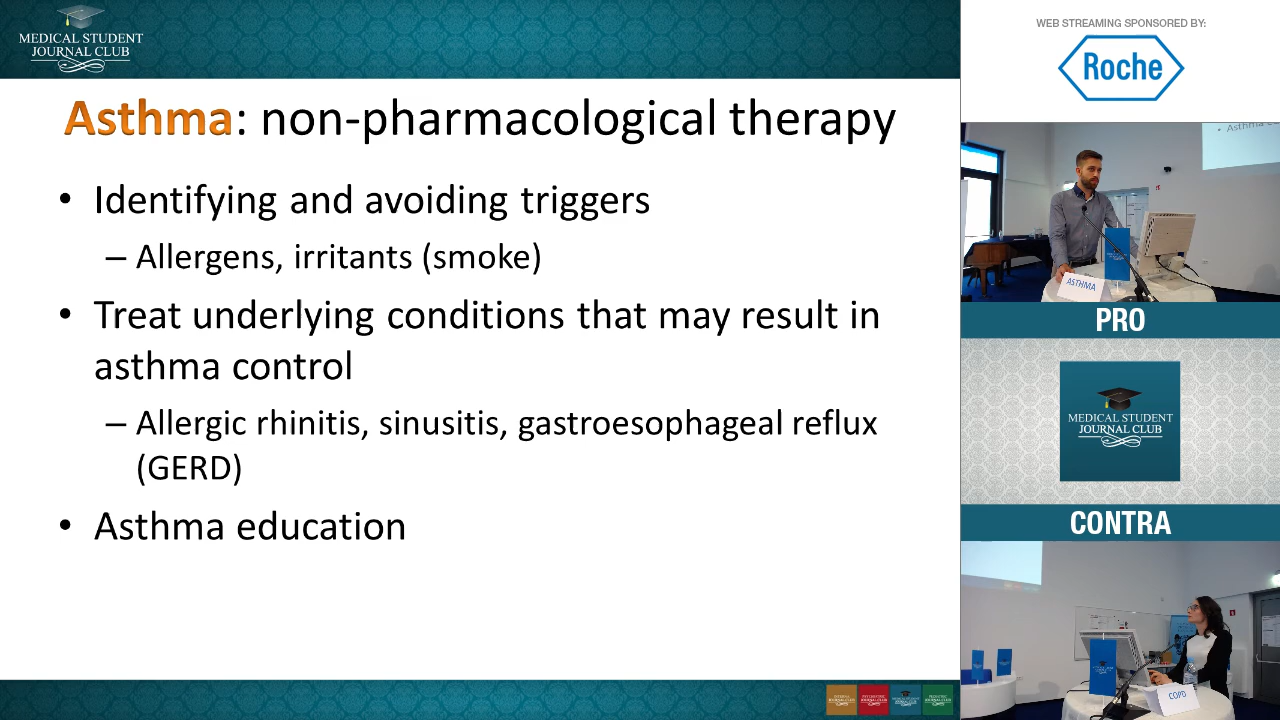 MEDICAL STUDENT
JOURNAL CLUB
Asthma: non-pharmacological therapy
• Identifying and avoiding triggers
– Allergens, irritants (smoke)
• Treat underlying conditions that may result in
asthma control
– Allergic rhinitis, sinusitis, gastroesophageal reflux
(GERD)
• Asthma education
WEB STREAMING SPONSORED BY:
Roche
• Asthma
ASTHMA
PRO
MEDICAL STUDENT
JOURNAL CLUB
CONTRA
COPD